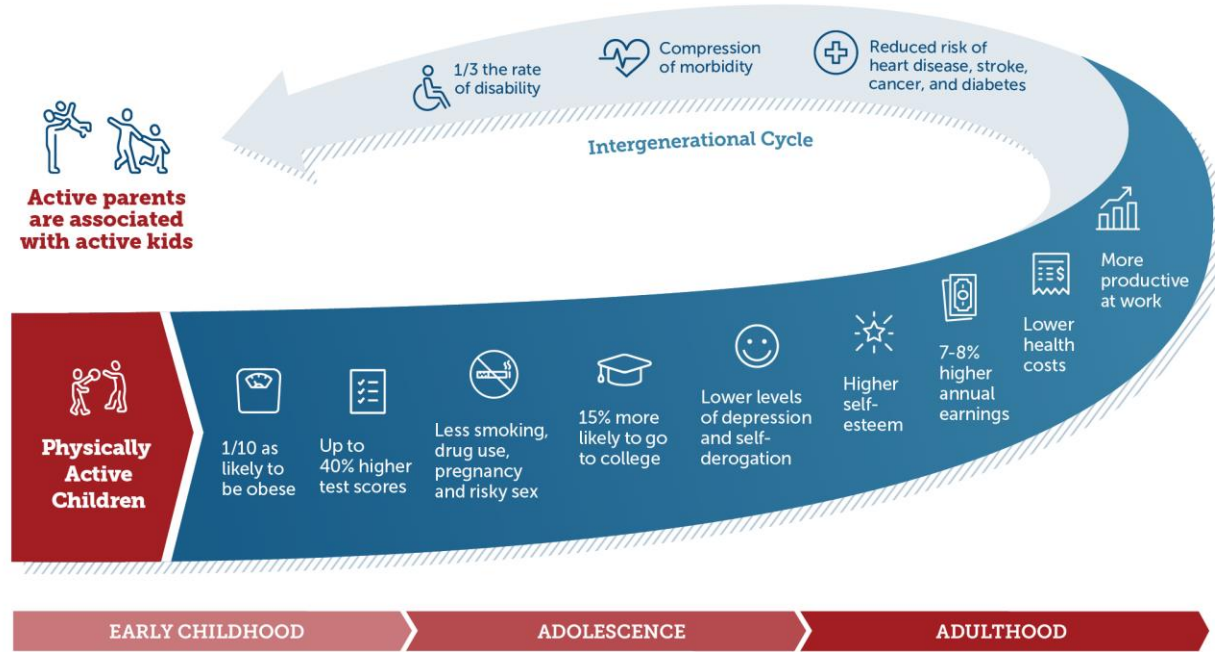 1/3 the rate
of disability
Compression
of morbidity
Reduced risk of
heart disease, stroke,
cancer, and diabetes
Intergenerational Cycle
Active parents
are associated
with active kids
Physically
Active
Children
1/10 as
likely to
be obese
Up to
40% higher
test scores
Less smoking,
drug use,
pregnancy
and risky sex
15% more
likely to go
to college
Lower levels
of depression
and self-
derogation
Higher
self-
esteem
7-8%
higher
annual
earnings
Lower
health
costs
More
productive
at work
EARLY CHILDHOOD
ADOLESCENCE
ADULTHOOD